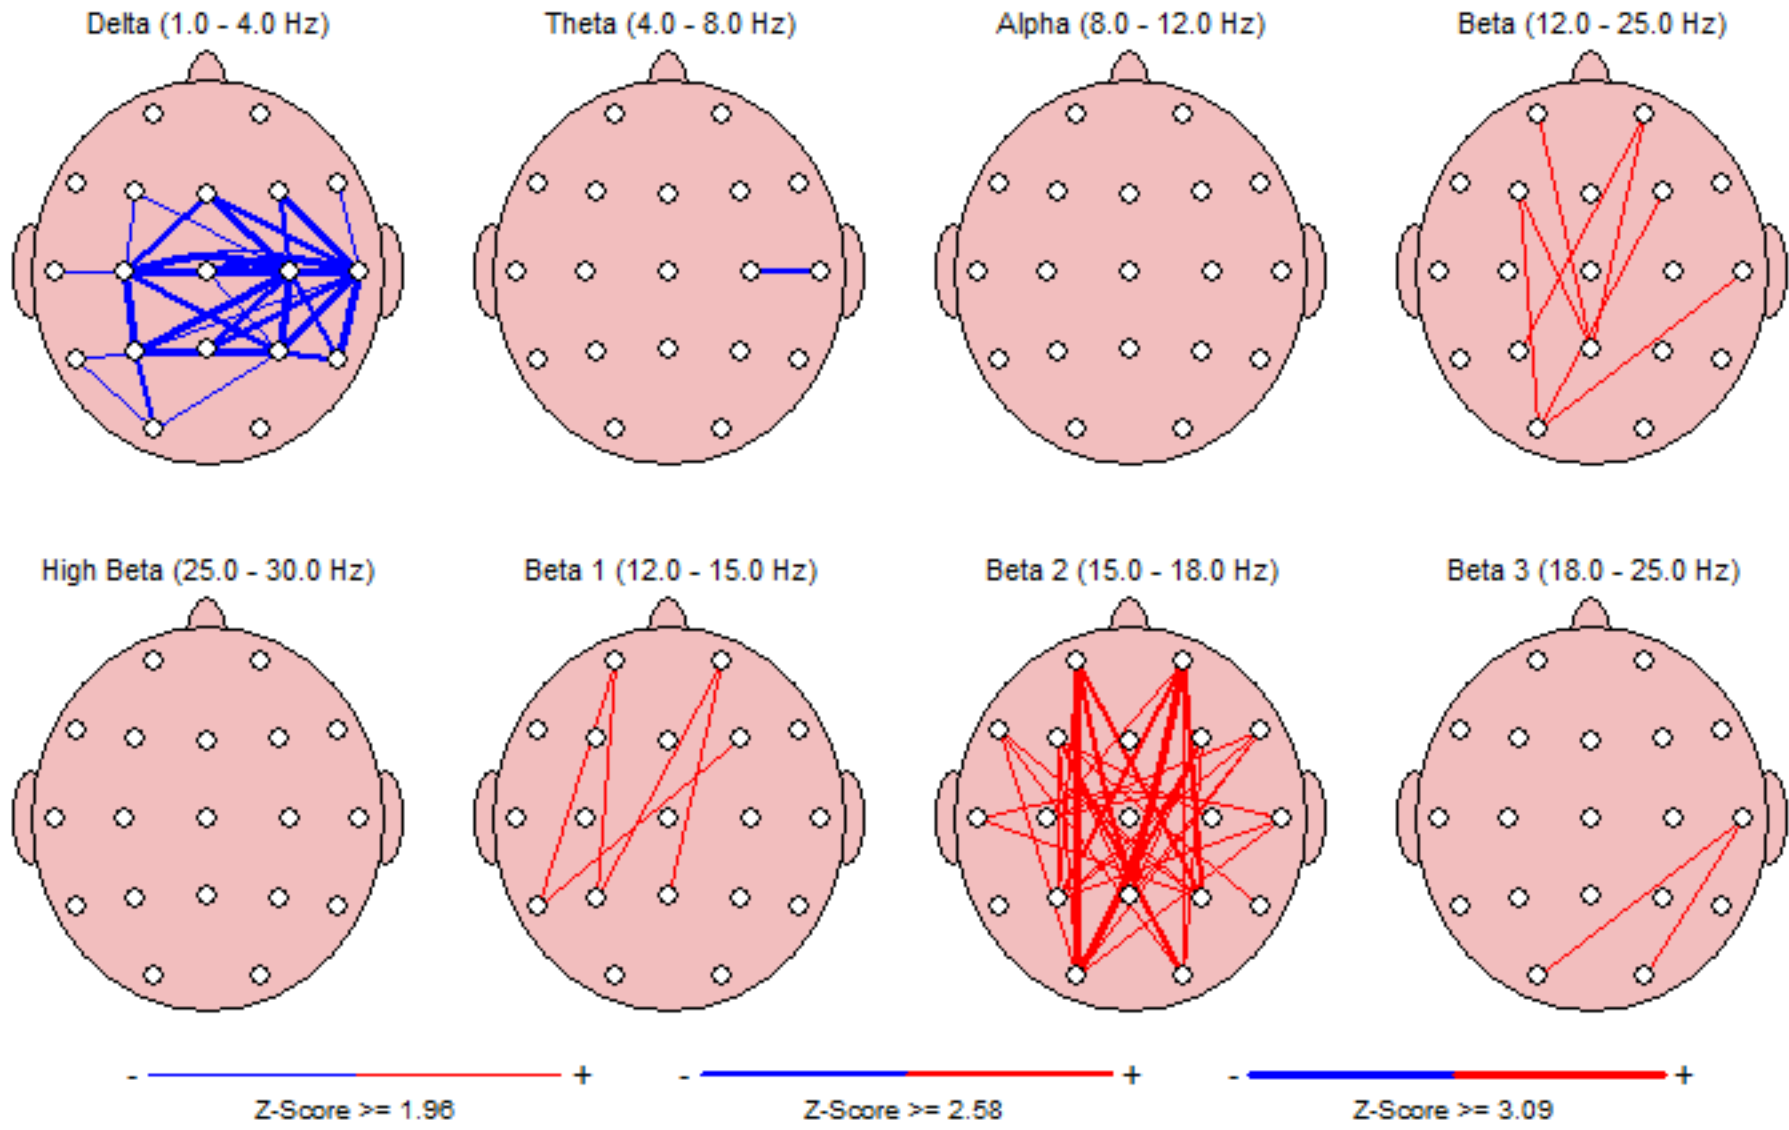 Delta (1.0 - 4.0 Hz) Theta (4.0 - 8.0 Hz) Alpha (8.0 - 12.0 Hz) Beta (12.0 - 25.0 Hz)
High Beta (25.0 - 30.0 Hz) Beta 1 (12.0 - 15.0 Hz) Beta 2 (15.0 - 18.0 Hz) Beta 3 (18.0 - 25.0 Hz)
- + - + - +
Z-Score >= 1.96 Z-Score >= 2.58 Z-Score >= 3.09